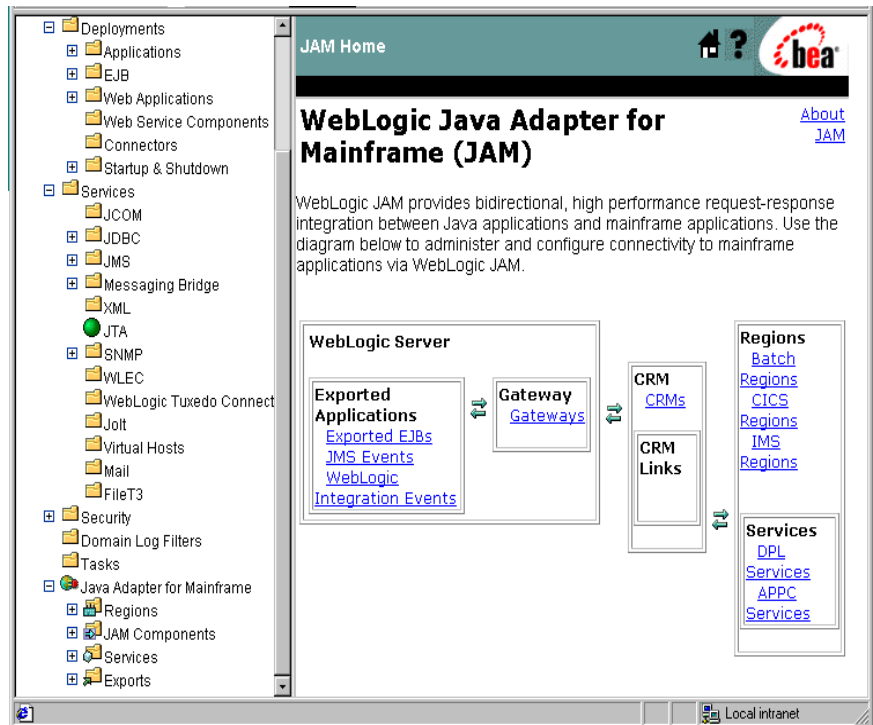 Deployments
Applications
EJB
Web Applications
Web Service Components
Connectors
Startup & Shutdown
Services
JCOM
JDBC
JMS
Messaging Bridge
XML
JTA
SNMP
WLEC
WebLogic Tuxedo Connect
Jolt
Virtual Hosts
Mail
FileT3
Security
Domain Log Filters
Tasks
Java Adapter for Mainframe
Regions
JAM Components
Services
Exports
JAM Home
?
bea
WebLogic Java Adapter for
Mainframe (JAM)
About
JAM
WebLogic JAM provides bidirectional, high performance request-response
integration between Java applications and mainframe applications. Use the
diagram below to administer and configure connectivity to mainframe
applications via WebLogic JAM.
WebLogic Server
Exported
Applications
Exported EJBs
JMS Events
WebLogic
Integration Events
Gateway
Gateways
CRM
CRMs
CRM
Links
Regions
Batch
Regions
CICS
Regions
IMS
Regions
Services
DPL
Services
APPC
Services
Local intranet